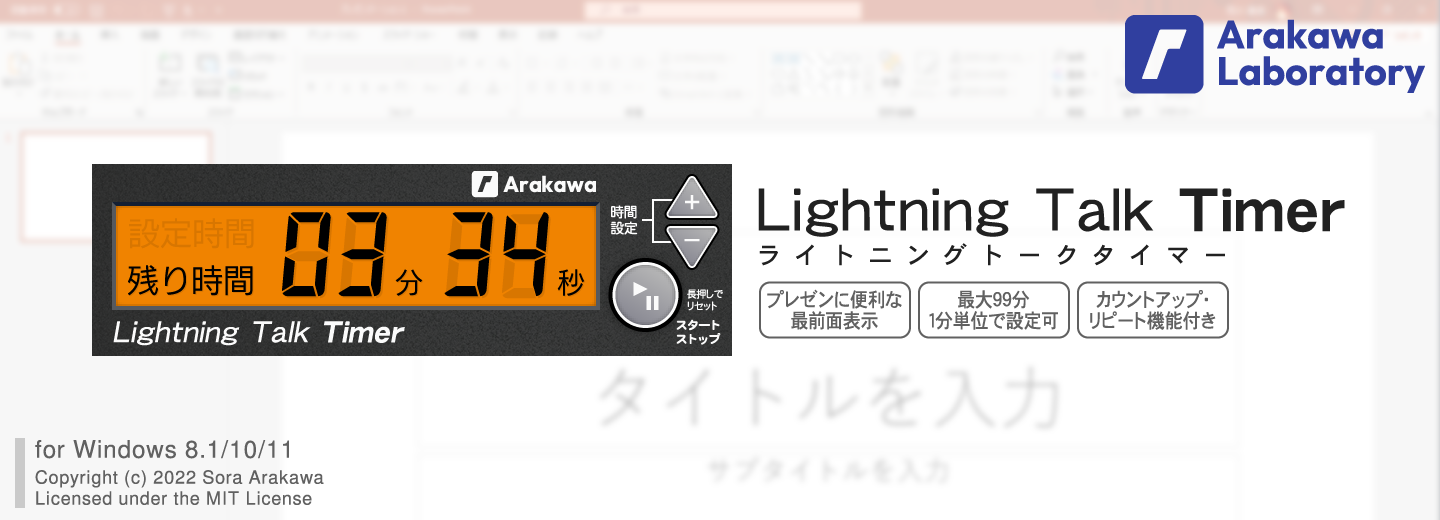 Arakawa
Laboratory
Arakawa
設定時間
残り時間
03分34秒
時間
設定
+
−
長押しで
リセット
スタート
ストップ
Lightning Talk Timer
Lightning Talk Timer
ライトニングトークタイマー
プレゼンに便利な
最前面表示
最大99分
1分単位で設定可
カウントアップ・
リピート機能付き
タイトルを入力
サブタイトルを入力
for Windows 8.1/10/11
Copyright (c) 2022 Sora Arakawa
Licensed under the MIT License